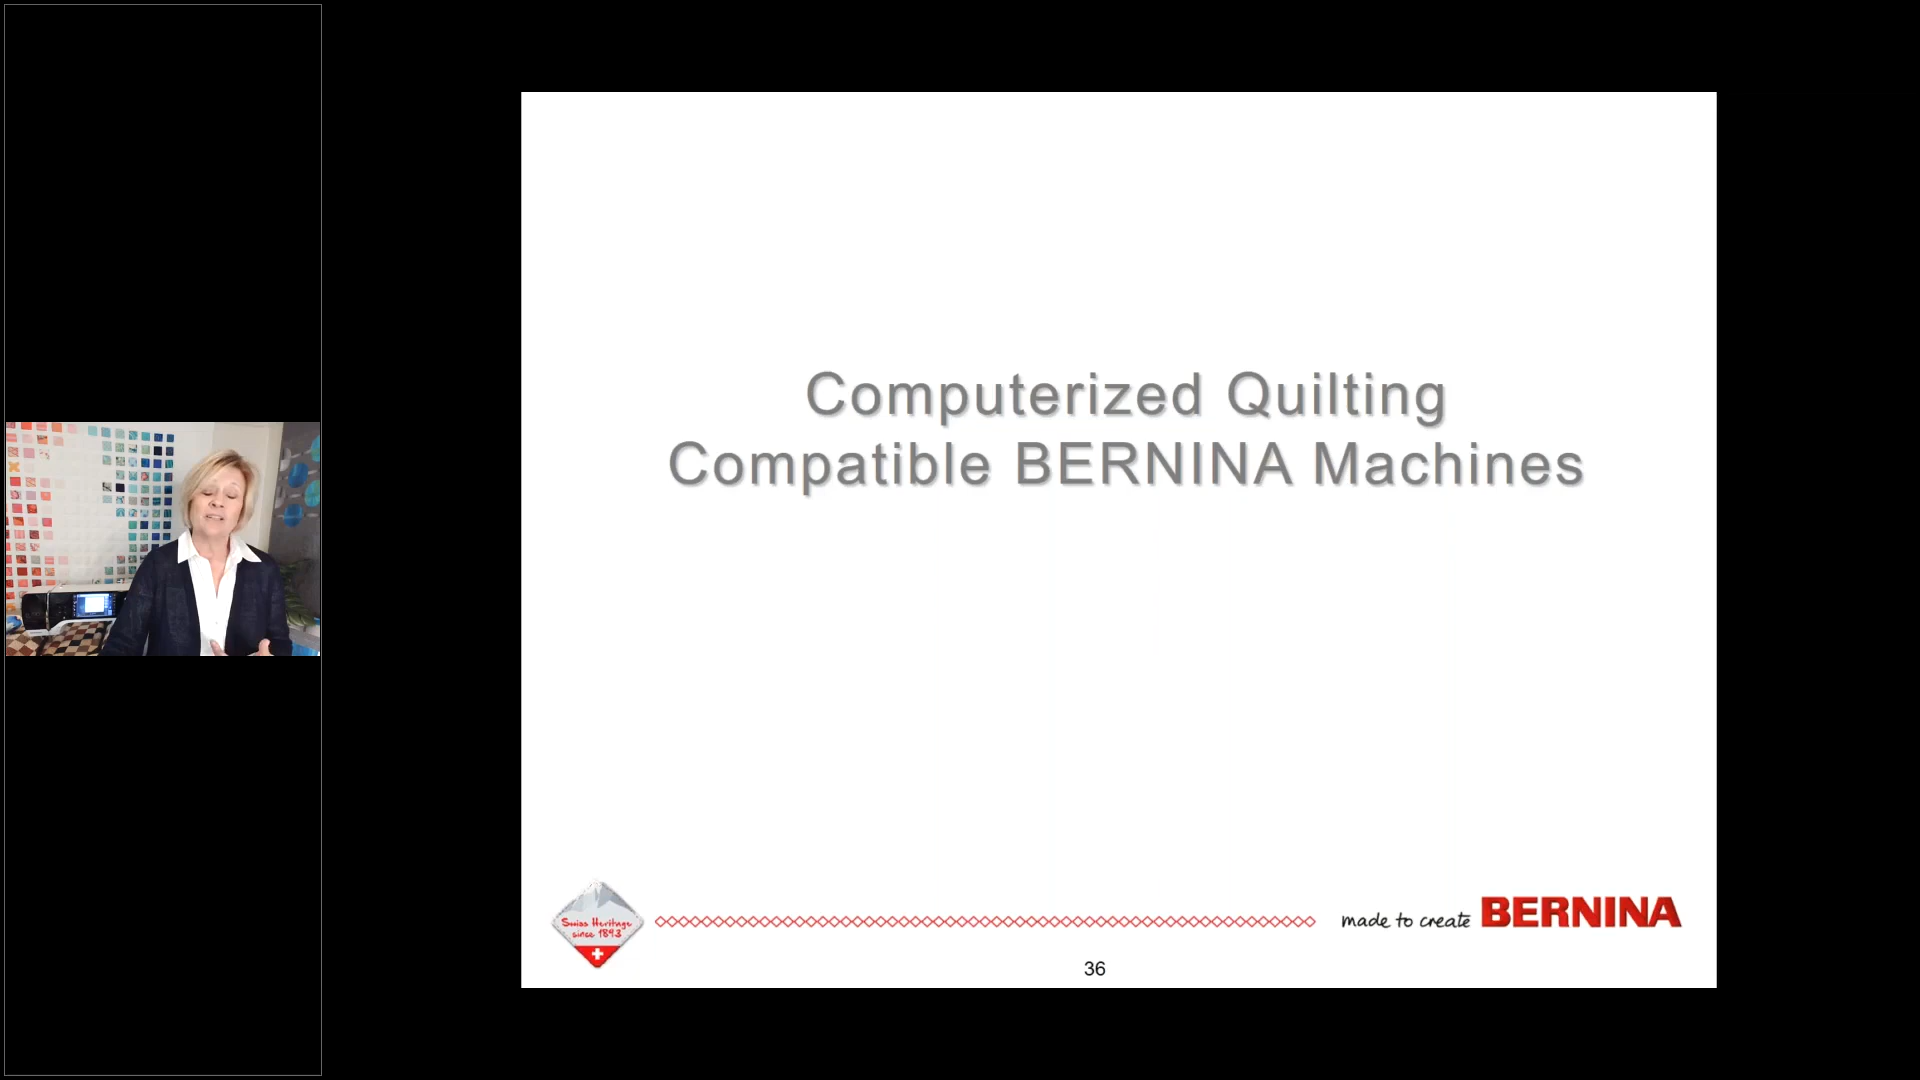 Computerized Quilting
Compatible BERNINA Machines
Swiss Heritage
since 1893
made to create BERNINA
36